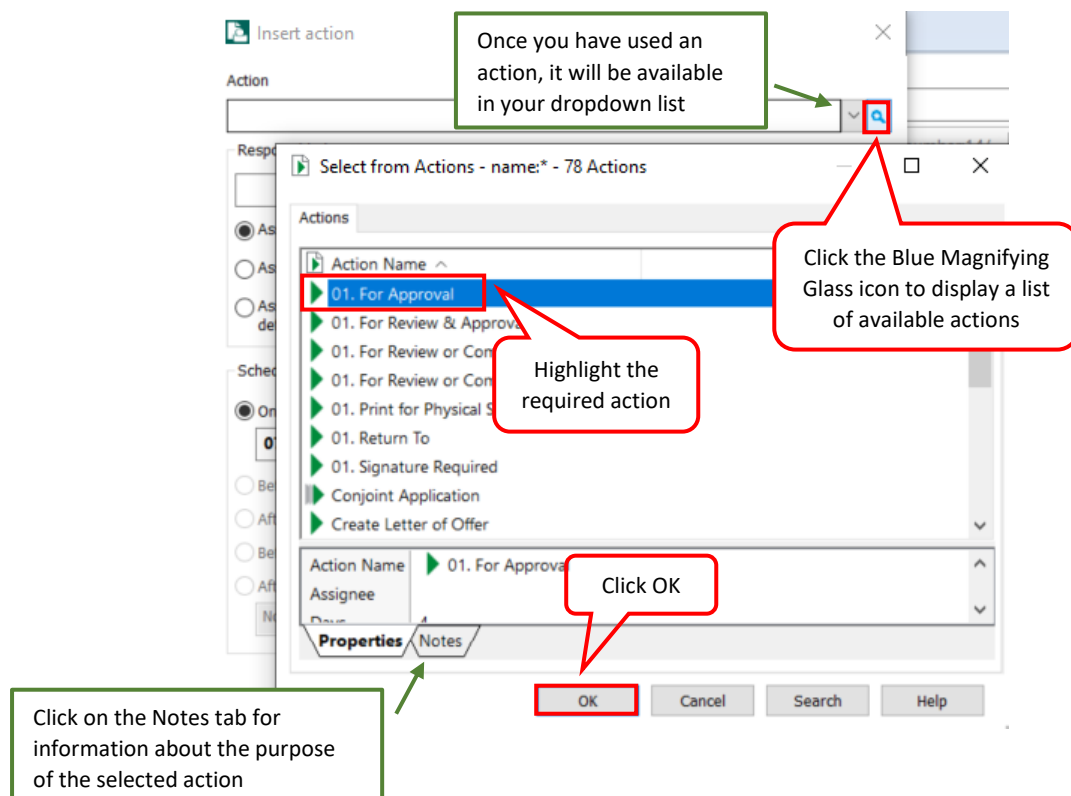 Insert action
Once you have used an
action, it will be available
in your dropdown list
Action
Select from Actions - name:* - 78 Actions
Actions
Click the Blue Magnifying
Glass icon to display a list
of available actions
Action Name
01. For Approval
01. For Review & Approva
01. For Review or Com
01. For Review or Com
01. Print for Physical S
01. Return To
01. Signature Required
Conjoint Application
Create Letter of Offer
Highlight the
required action
Action Name 01. For Approval
Assignee
Days 4
Click OK
Properties Notes
OK Cancel Search Help
Click on the Notes tab for
information about the purpose
of the selected action